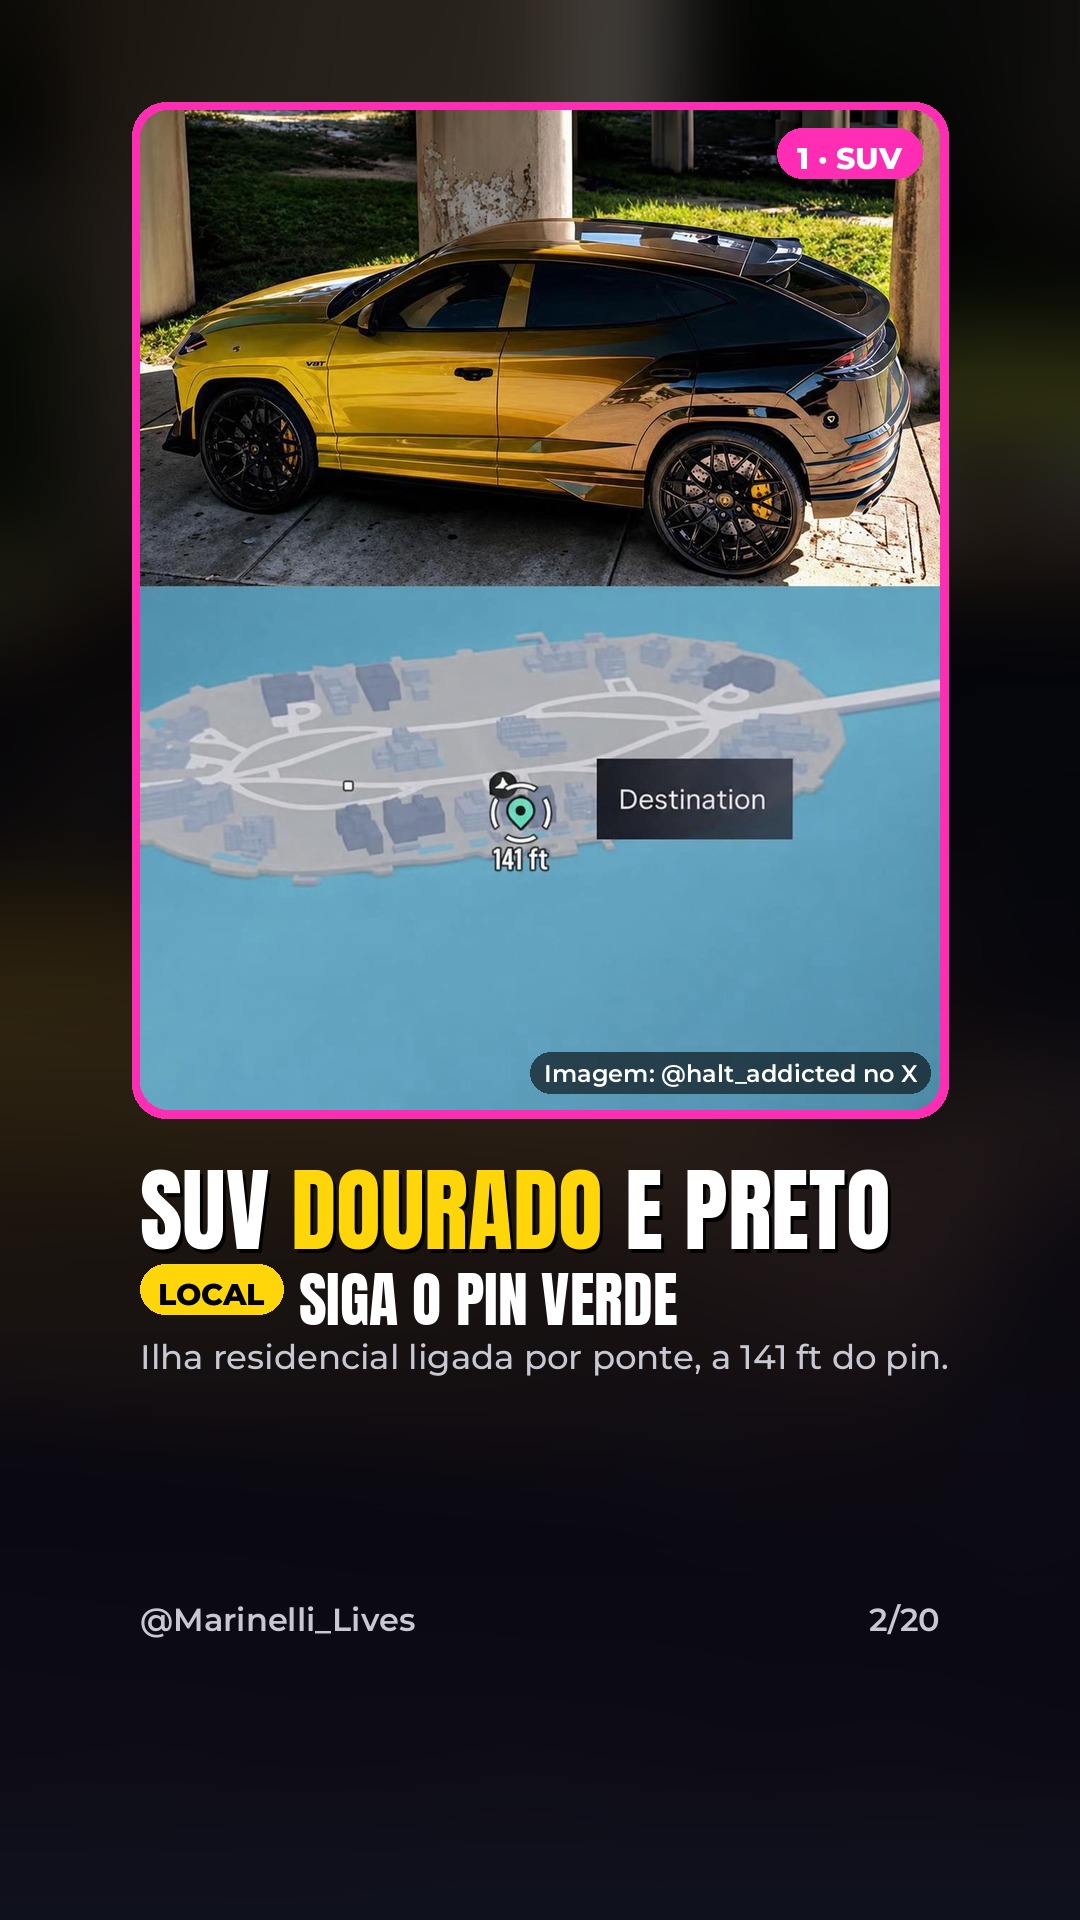 1 • SUV
Destination
141 ft
Imagem: @halt_addicted no X
SUV DOURADO E PRETO
LOCAL SIGA O PIN VERDE
Ilha residencial ligada por ponte, a 141 ft do pin.
@Marinelli_Lives
2/20